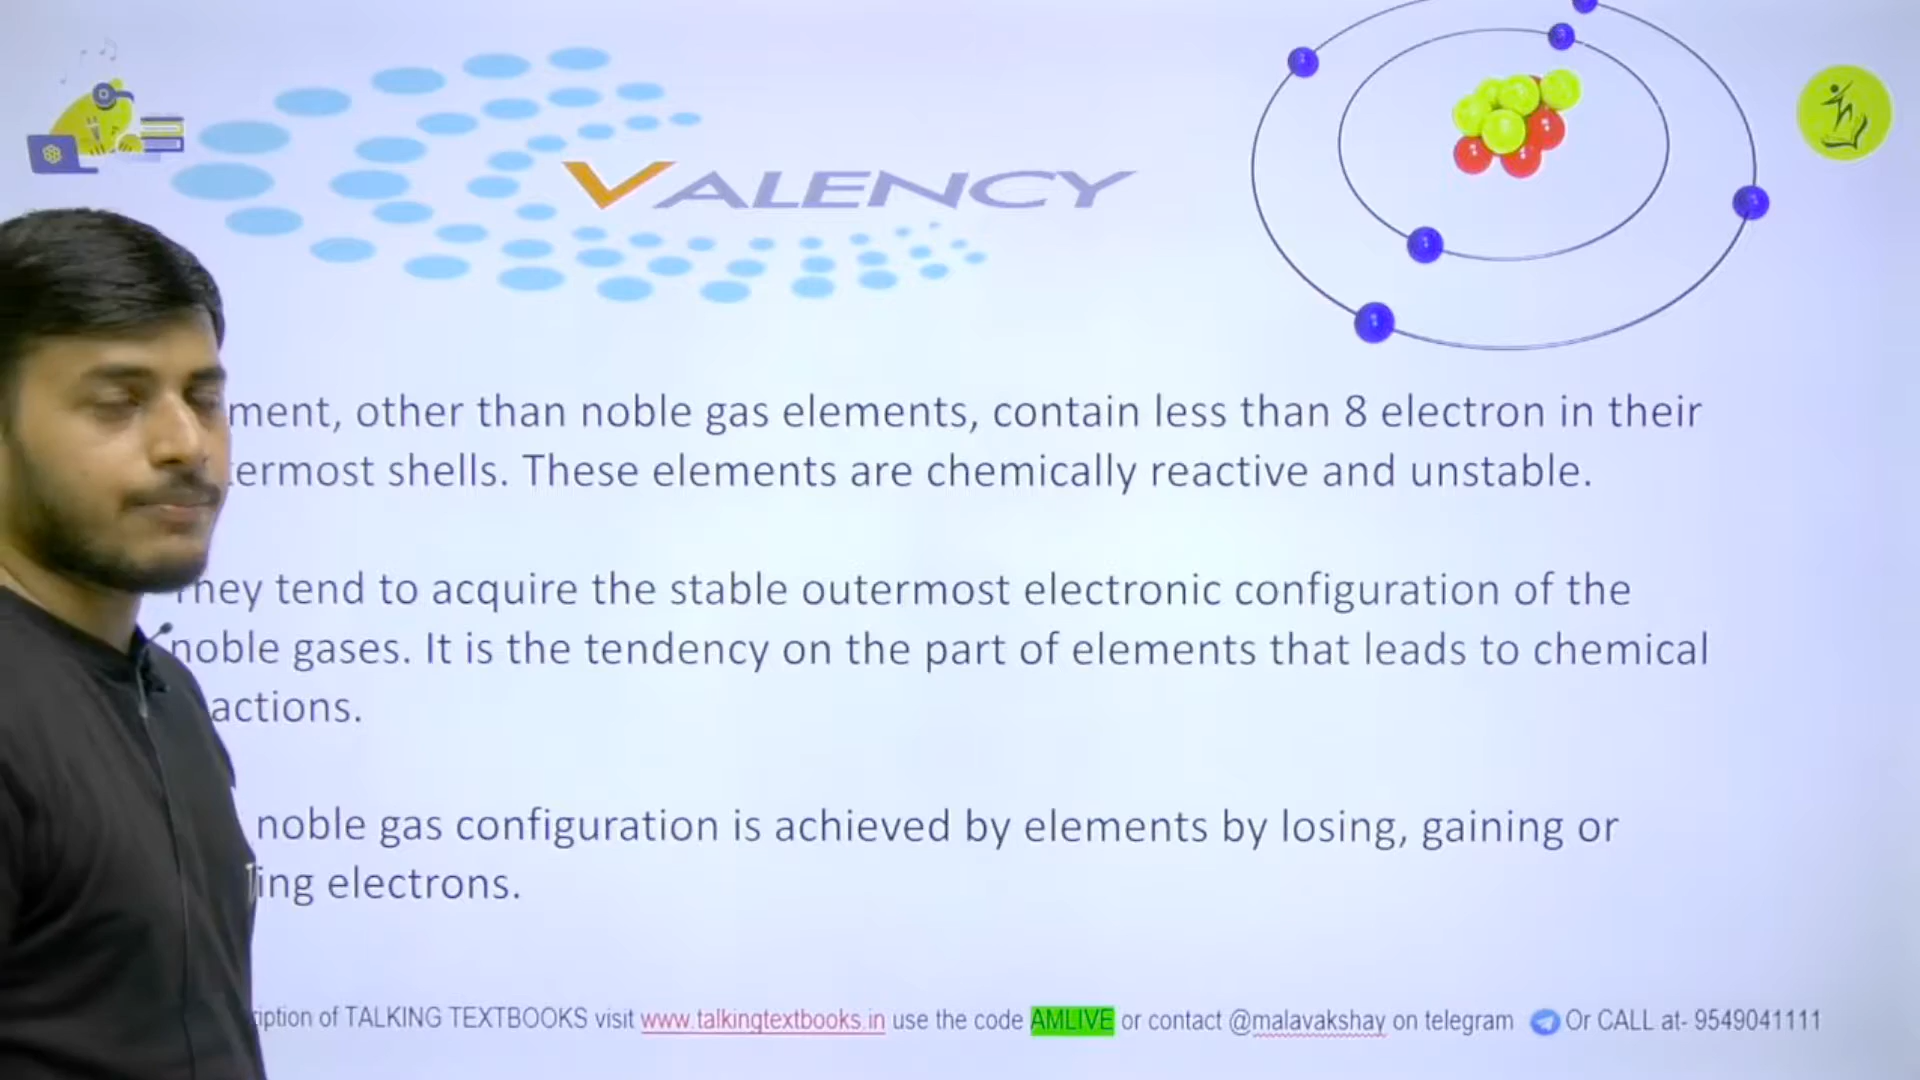 VALENCY
ment, other than noble gas elements, contain less than 8 electron in their
termost shells. These elements are chemically reactive and unstable.
They tend to acquire the stable outermost electronic configuration of the
noble gases. It is the tendency on the part of elements that leads to chemical
actions.
noble gas configuration is achieved by elements by losing, gaining or
ing electrons.
iption of TALKING TEXTBOOKS visit www.talkingtextbooks.in use the code AMLIVE or contact @malavakshay on telegram Or CALL at- 9549041111